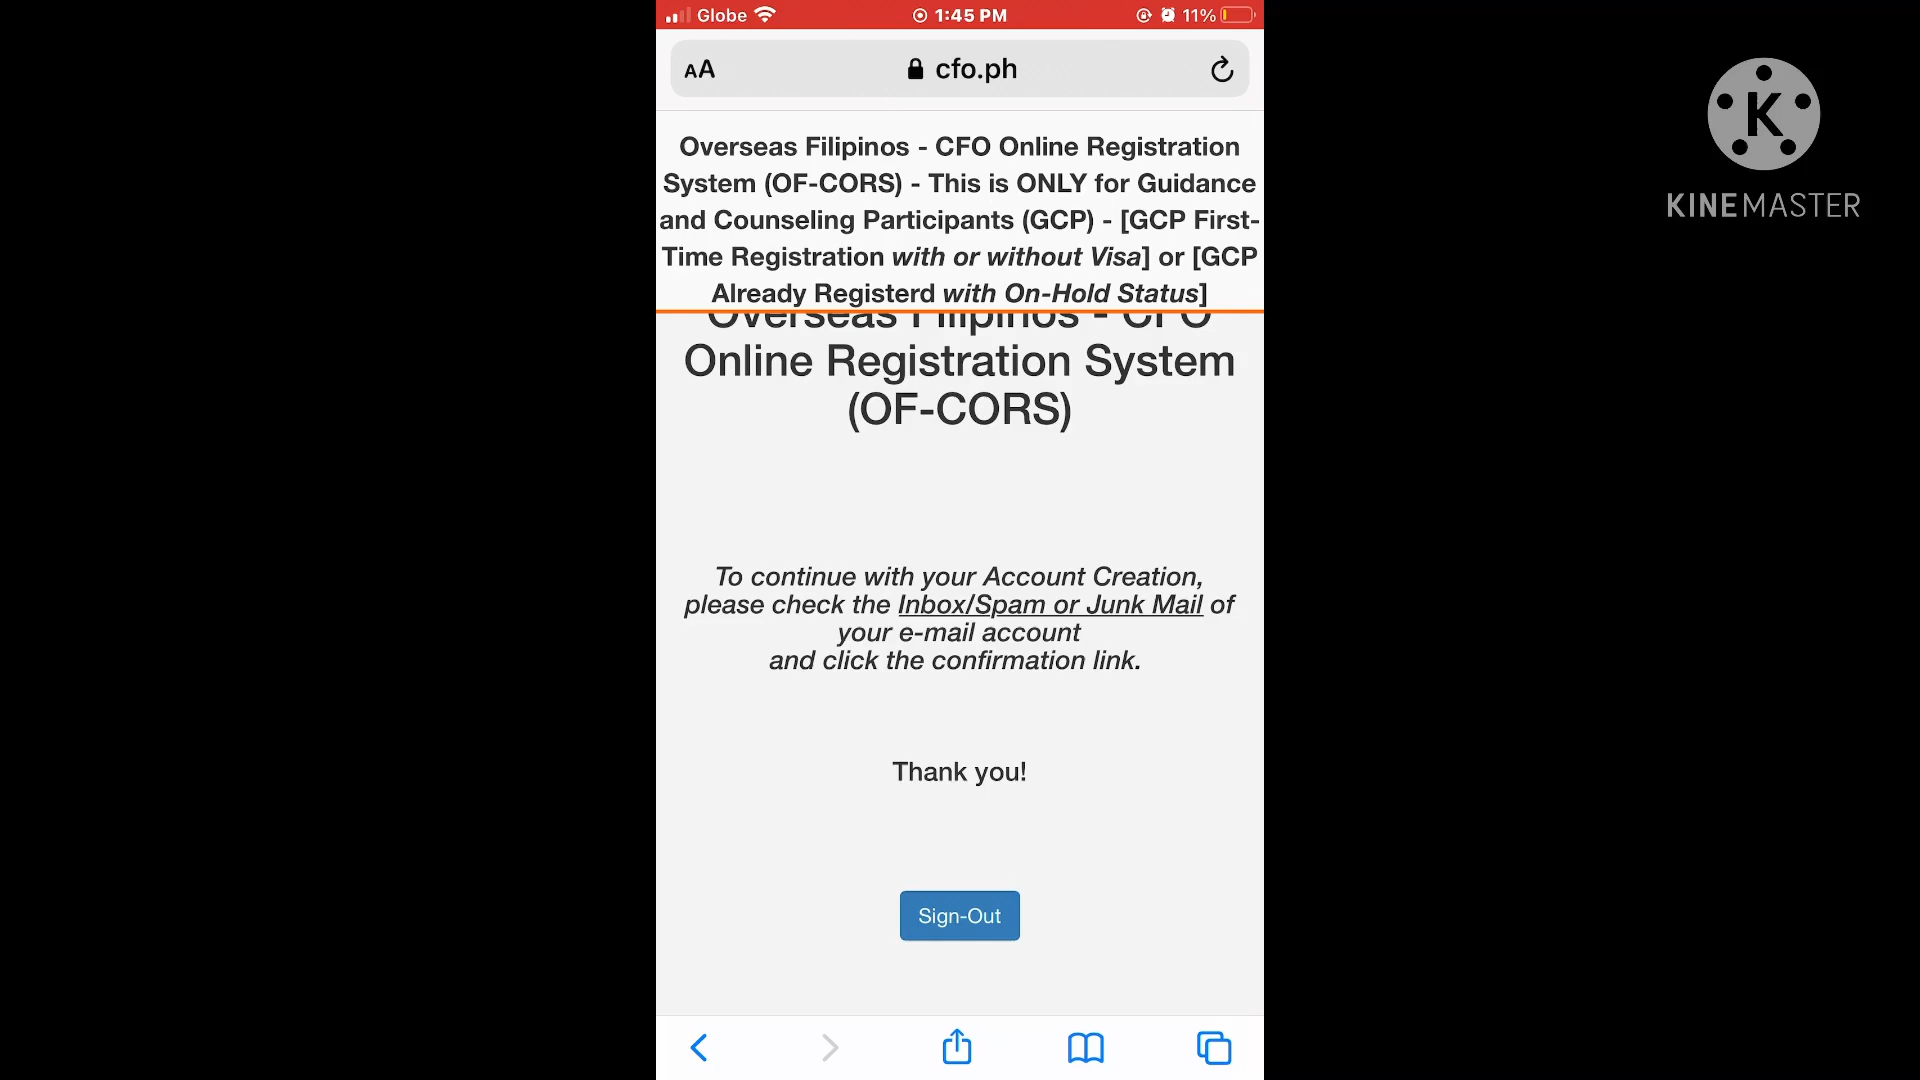 Globe 1:45 PM 11%
AA cfo.ph
K
KINEMASTER
Overseas Filipinos - CFO Online Registration
System (OF-CORS) - This is ONLY for Guidance
and Counseling Participants (GCP) - [GCP First-
Time Registration with or without Visa] or [GCP
Already Registerd with On-Hold Status]
Overseas Filipinos - CFO
Online Registration System
(OF-CORS)
To continue with your Account Creation,
please check the Inbox/Spam or Junk Mail of
your e-mail account
and click the confirmation link.
Thank you!
Sign-Out